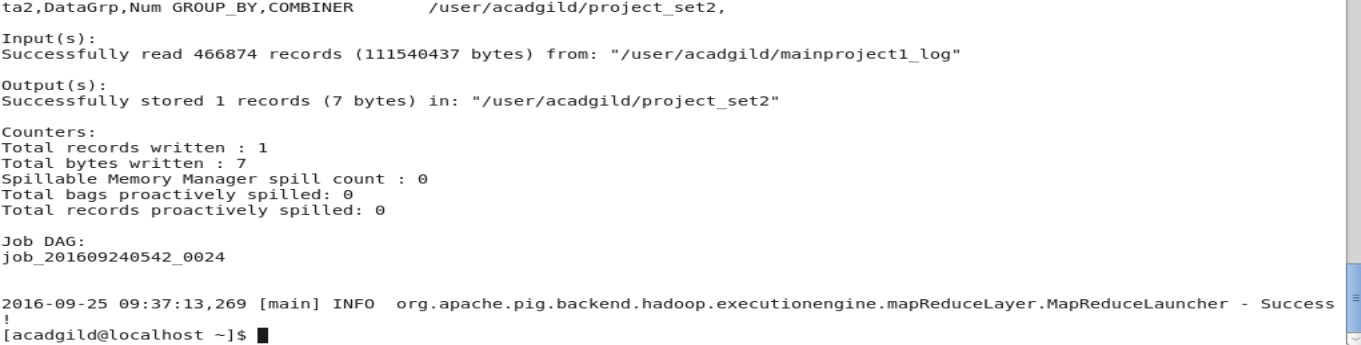 ta2,DataGrp,Num GROUP_BY,COMBINER       /user/acadgild/project_set2,
Input(s):
Successfully read 466874 records (111540437 bytes) from: "/user/acadgild/mainproject1_log"
Output(s):
Successfully stored 1 records (7 bytes) in: "/user/acadgild/project_set2"
Counters:
Total records written : 1
Total bytes written : 7
Spillable Memory Manager spill count : 0
Total bags proactively spilled: 0
Total records proactively spilled: 0
Job DAG:
job_201609240542_0024
2016-09-25 09:37:13,269 [main] INFO  org.apache.pig.backend.hadoop.executionengine.mapReduceLayer.MapReduceLauncher - Success
!
[acadgild@localhost ~]$